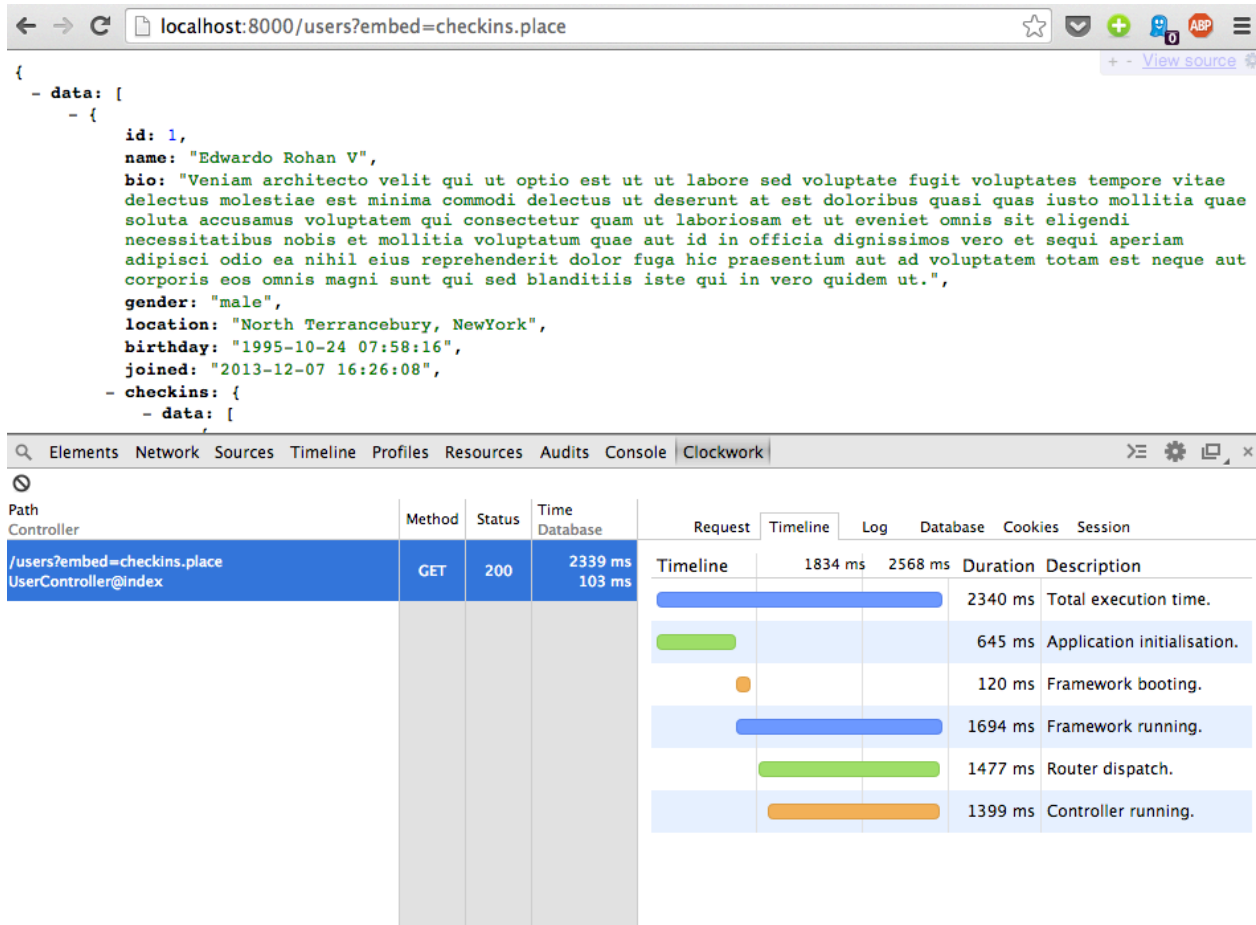 localhost:8000/users?embed=checkins.place
0
ABP
+ - View source
{
- data: [
- {
id: 1,
name: "Edwardo Rohan V",
bio: "Veniam architecto velit qui ut optio est ut ut labore sed voluptate fugit voluptates tempore vitae
delectus molestiae est minima commodi delectus ut deserunt at est doloribus quasi quas iusto mollitia quae
soluta accusamus voluptatem qui consectetur quam ut laboriosam et ut eveniet omnis sit eligendi
necessitatibus nobis et mollitia voluptatum quae aut id in officia dignissimos vero et sequi aperiam
adipisci odio ea nihil eius reprehenderit dolor fuga hic praesentium aut ad voluptatem totam est neque aut
corporis eos omnis magni sunt qui sed blanditiis iste qui in vero quidem ut.",
gender: "male",
location: "North Terrancebury, NewYork",
birthday: "1995-10-24 07:58:16",
joined: "2013-12-07 16:26:08",
- checkins: {
- data: [
Elements Network Sources Timeline Profiles Resources Audits Console Clockwork
Path
Controller
Method
Status
Time
Database
/users?embed=checkins.place
UserController@index
GET
200
2339 ms
103 ms
Request Timeline Log Database Cookies Session
Timeline 1834 ms 2568 ms Duration Description
2340 ms Total execution time.
645 ms Application initialisation.
120 ms Framework booting.
1694 ms Framework running.
1477 ms Router dispatch.
1399 ms Controller running.